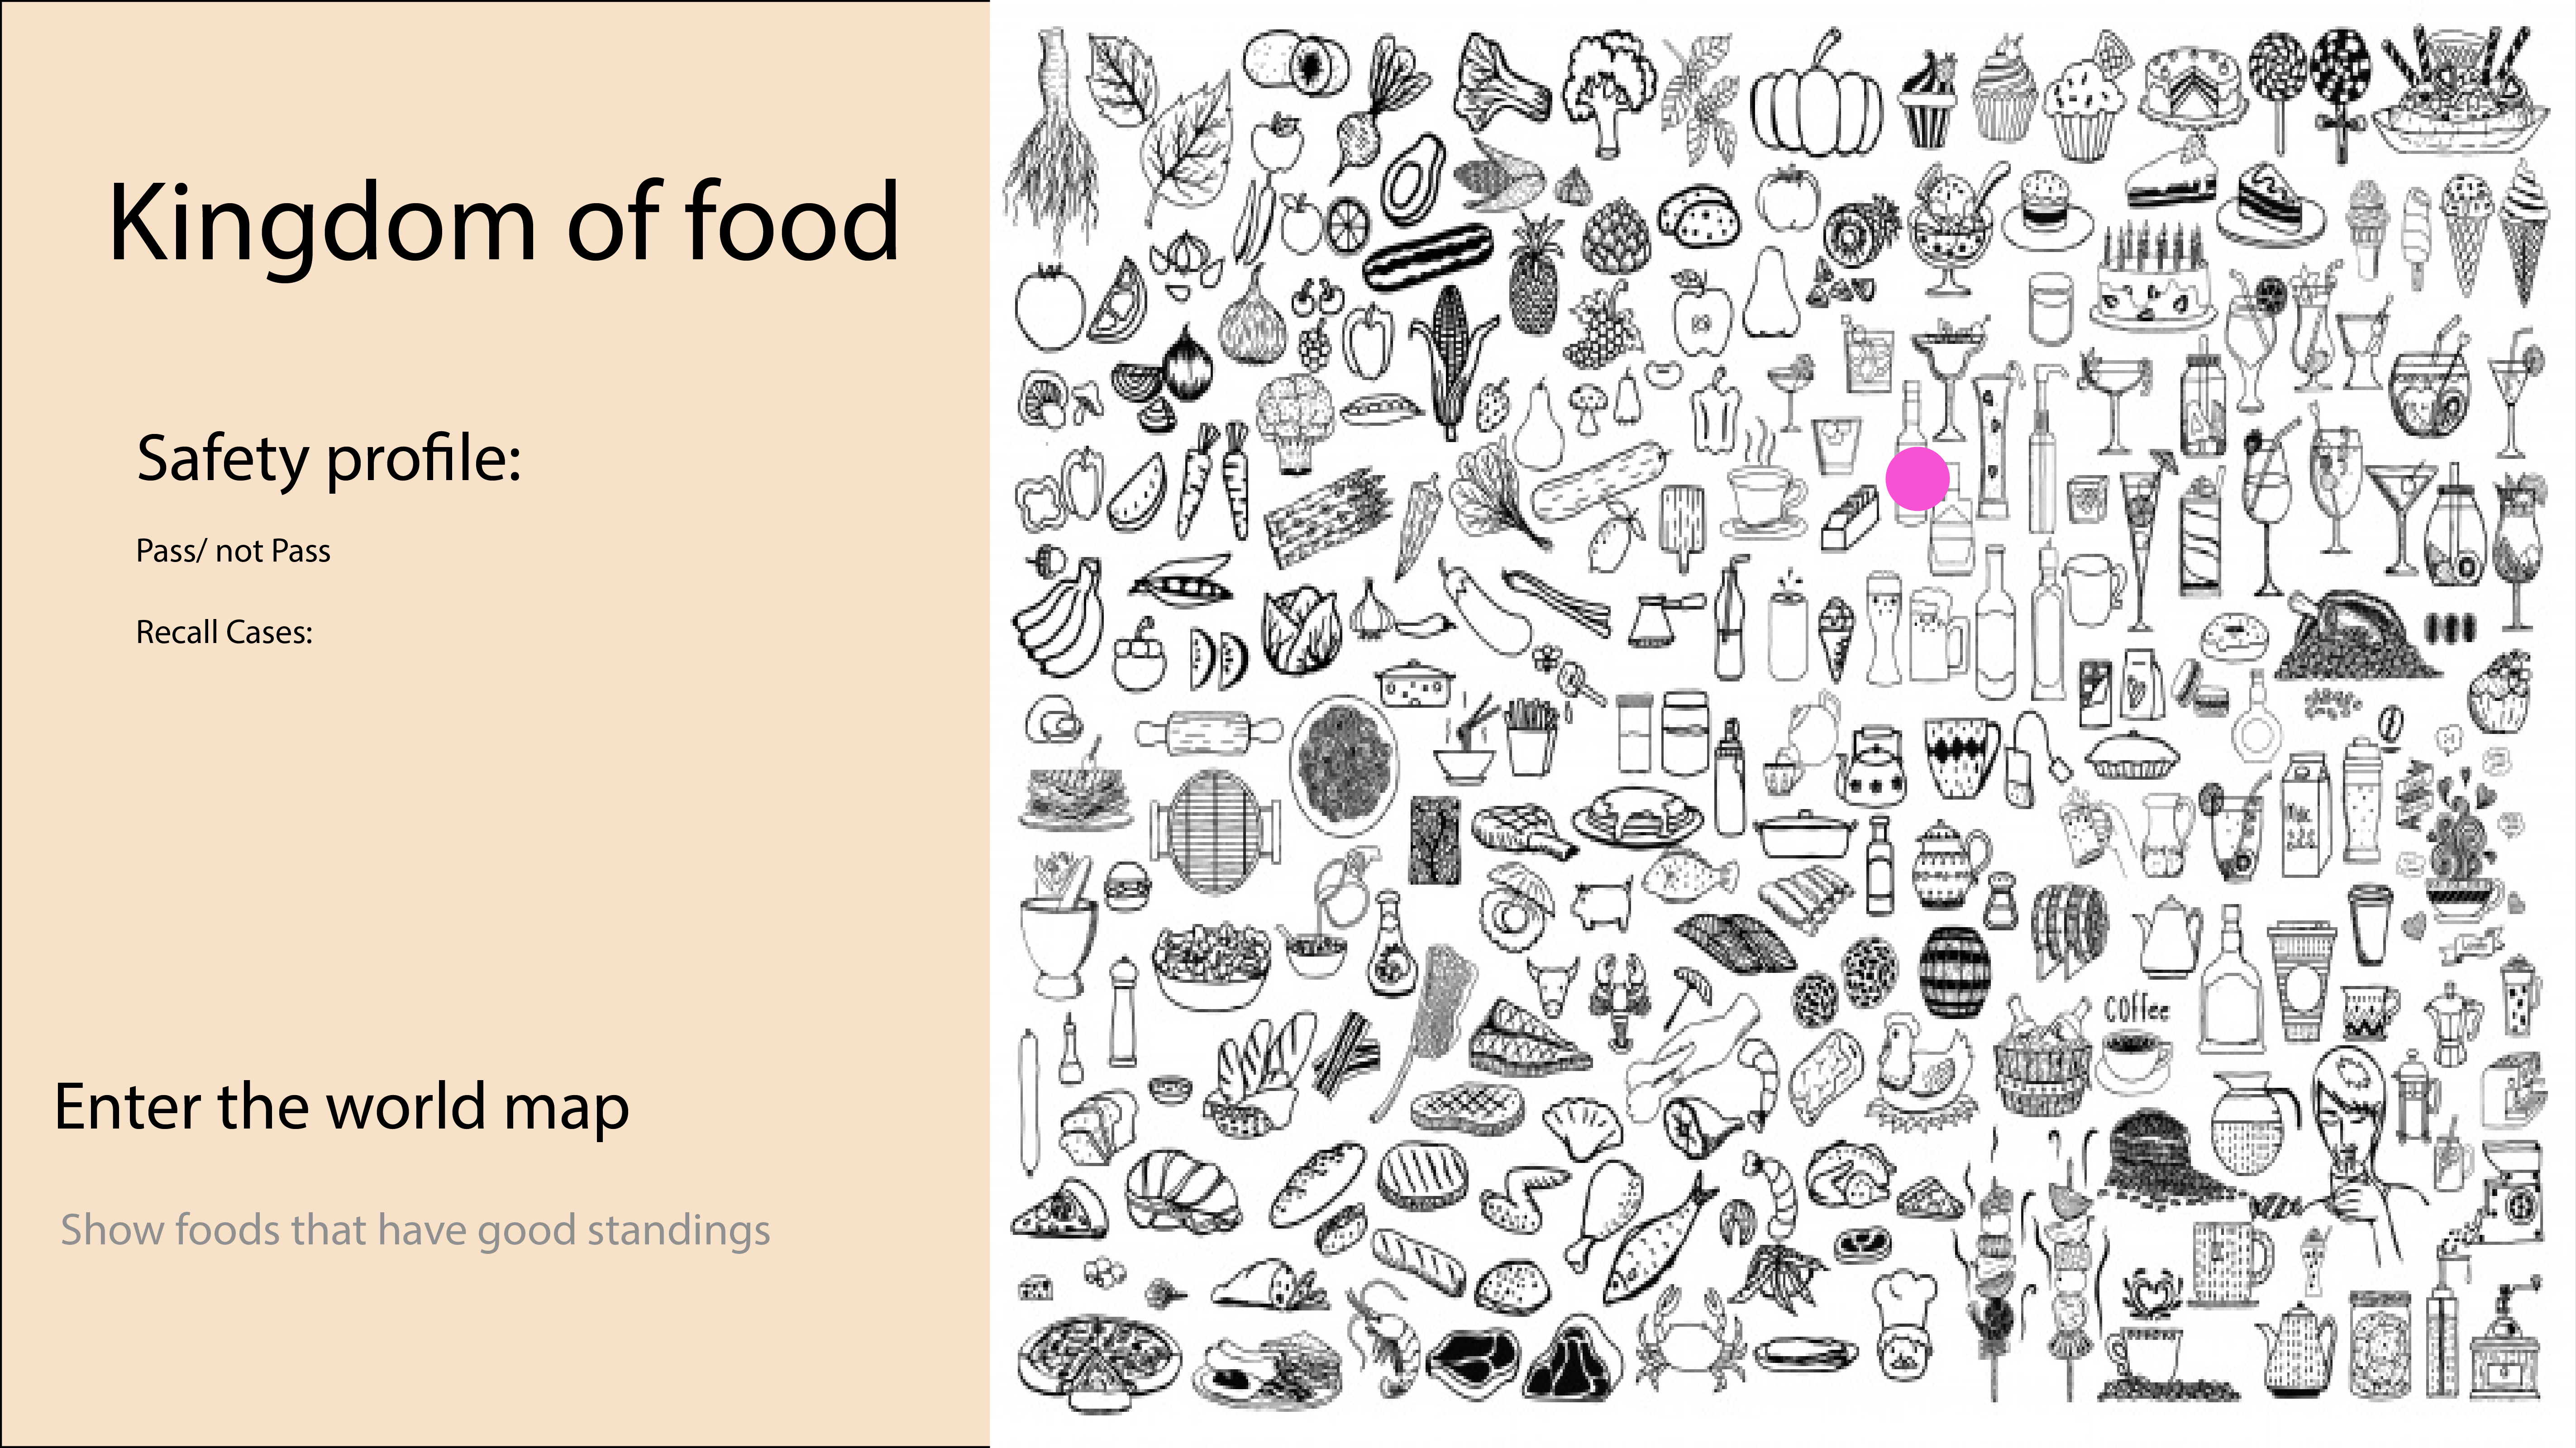 Kingdom of food
Safety profile:
Pass/ not Pass
Recall Cases:
Enter the world map
Show foods that have good standings
coffee